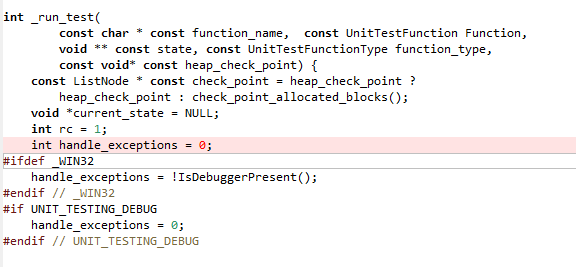 int _run_test(
        const char * const function_name,  const UnitTestFunction Function,
        void ** const state, const UnitTestFunctionType function_type,
        const void* const heap_check_point) {
    const ListNode * const check_point = heap_check_point ?
        heap_check_point : check_point_allocated_blocks();
    void *current_state = NULL;
    int rc = 1;
    int handle_exceptions = 0;
#ifdef _WIN32
    handle_exceptions = !IsDebuggerPresent();
#endif // _WIN32
#if UNIT_TESTING_DEBUG
    handle_exceptions = 0;
#endif // UNIT_TESTING_DEBUG